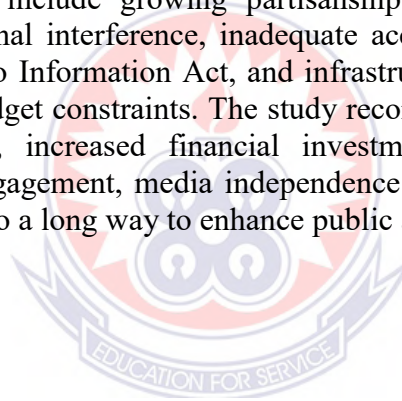 include growing partisanship
nal interference, inadequate ac
o Information Act, and infrastru
dget constraints. The study reco
, increased financial investm
gagement, media independence
o a long way to enhance public
EDUCATION FOR SERVICE